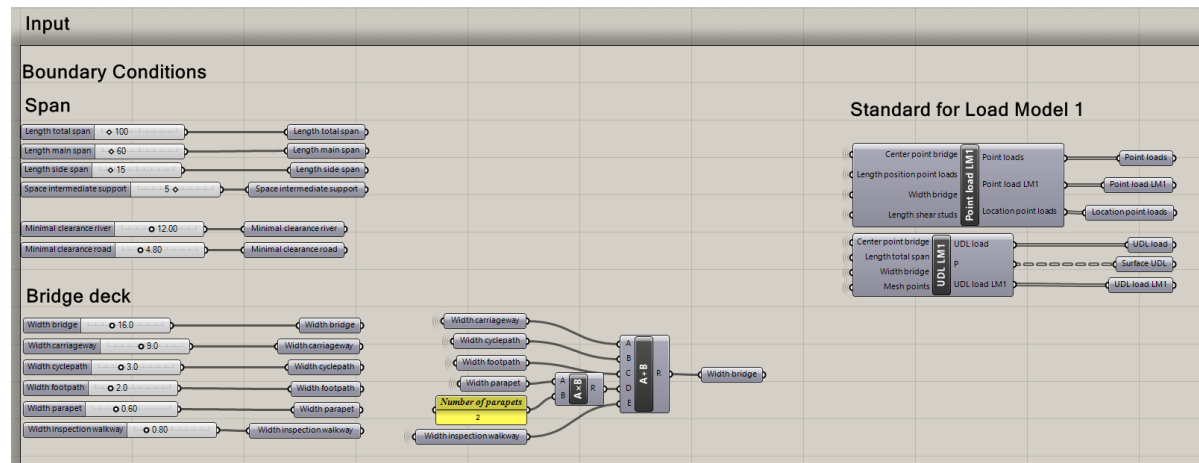 Input
Boundary Conditions
Span
Length total span 100 Length total span
Length main span 60 Length main span
Length side span 15 Length side span
Space intermediate support 5 Space intermediate support
Minimal clearance river 12.00 Minimal clearance river
Minimal clearance road 4.80 Minimal clearance road
Bridge deck
Width bridge 16.0 Width bridge
Width carriageway 9.0 Width carriageway
Width cyclepath 3.0 Width cyclepath
Width footpath 2.0 Width footpath
Width parapet 0.60 Width parapet
Width inspection walkway 0.80 Width inspection walkway
Width carriageway
Width cyclepath
Width footpath
Width parapet
Number of parapets
2
Width inspection walkway
A
B
A×B
R
A
B
C
D
E
A+B
R
Width bridge
Standard for Load Model 1
Center point bridge
Length position point loads
Width bridge
Length shear studs
Point load LM1
Point loads
Point load LM1
Location point loads
Point loads
Point load LM1
Location point loads
Center point bridge
Length total span
Width bridge
Mesh points
UDL LM1
UDL load
P
UDL load LM1
UDL load
Surface UDL
UDL load LM1